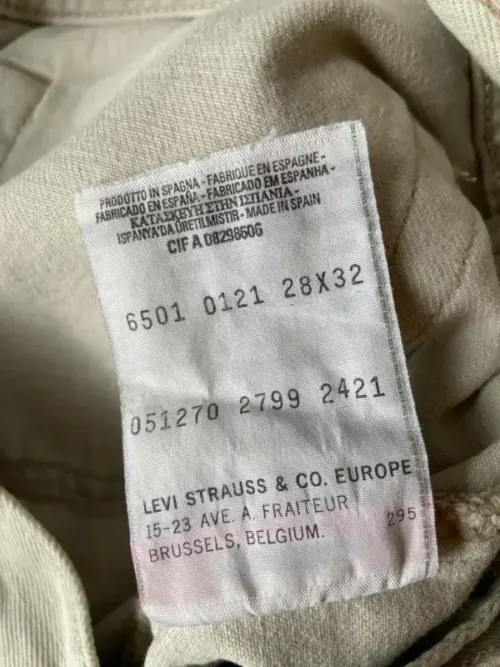 PRODOTTO IN SPAGNA - FABRIQUE EN ESPAGNE -
FABRICADO EN ESPAÑA - FABRICADO EM ESPANHA -
ΚΑΤΑΣΚΕΥΗ ΣΤΗΝ ΙΣΠΑΝΙΑ -
ISPANYA'DA ÜRETILMISTIR - MADE IN SPAIN
CIF A 08298606
6501 0121 28X32
051270 2799 2421
LEVI STRAUSS & CO. EUROPE
15-23 AVE. A. FRAITEUR
BRUSSELS, BELGIUM. 295